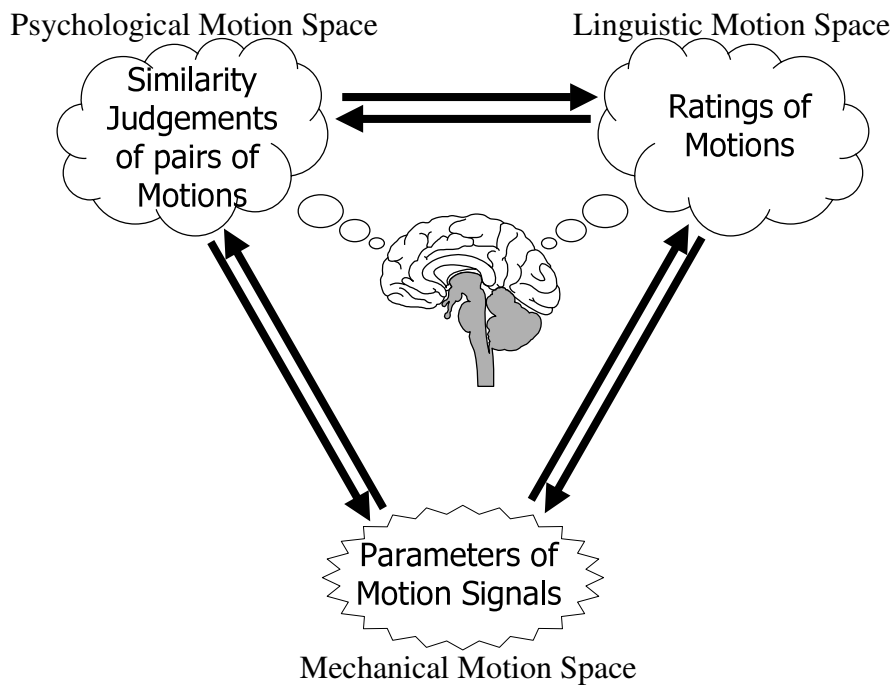 Psychological Motion Space
Linguistic Motion Space
Similarity
Judgements
of pairs of
Motions
Ratings of
Motions
Parameters of
Motion Signals
Mechanical Motion Space